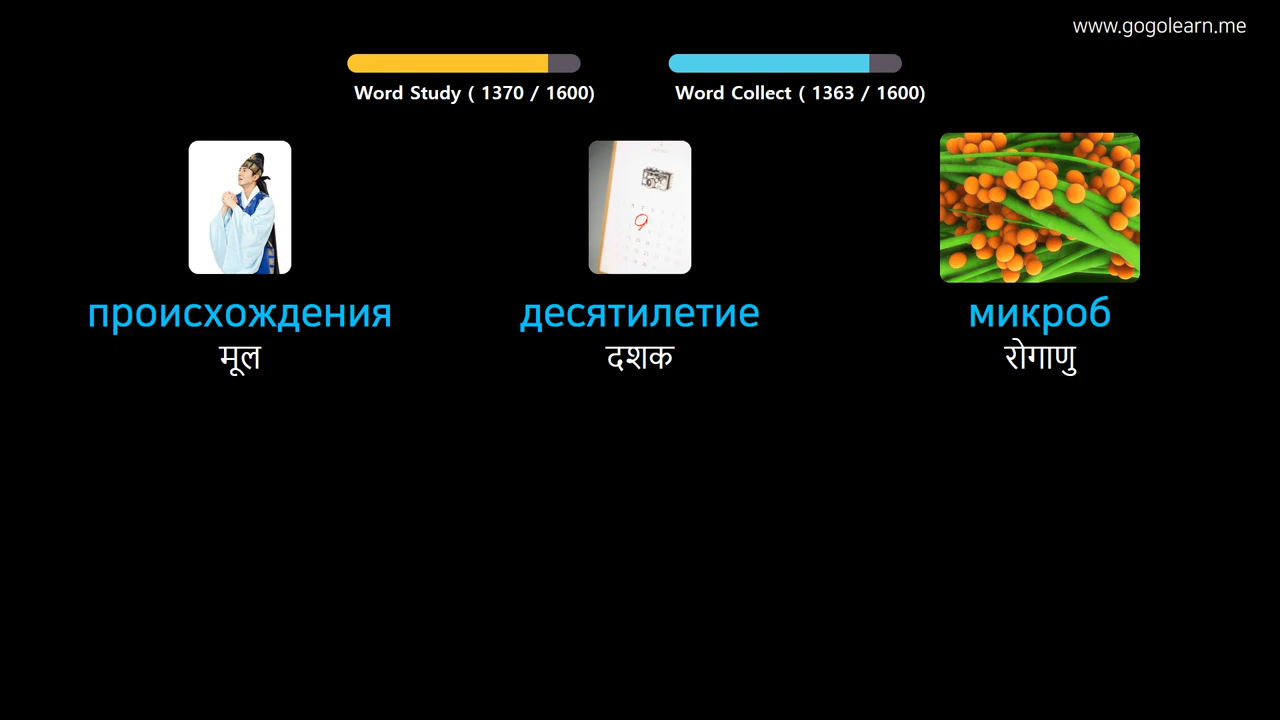 www.gogolearn.me
Word Study ( 1370 / 1600)
Word Collect ( 1363 / 1600)
происхождения
десятилетие
микроб
मूल
दशक
रोगाणु